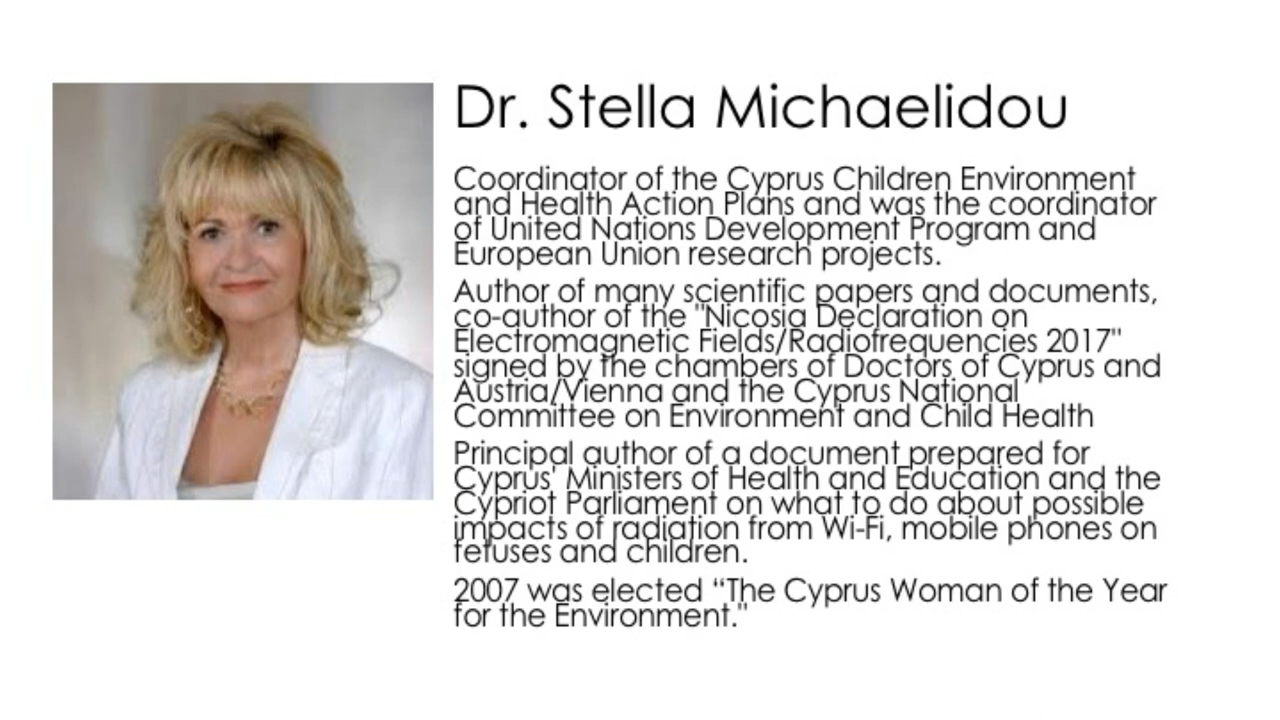 Dr. Stella Michaelidou
Coordinator of the Cyprus Children Environment
and Health Action Plans and was the coordinator
of United Nations Development Program and
European Union research projects.
Author of many scientific papers and documents,
co-author of the "Nicosia Declaration on
Electromagnetic Fields/Radiofrequencies 2017"
signed by the chambers of Doctors of Cyprus and
Austria/Vienna and the Cyprus National
Committee on Environment and Child Health
Principal author of a document prepared for
Cyprus' Ministers of Health and Education and the
Cypriot Parliament on what to do about possible
impacts of radiation from Wi-Fi, mobile phones on
fetuses and children.
2007 was elected “The Cyprus Woman of the Year
for the Environment."